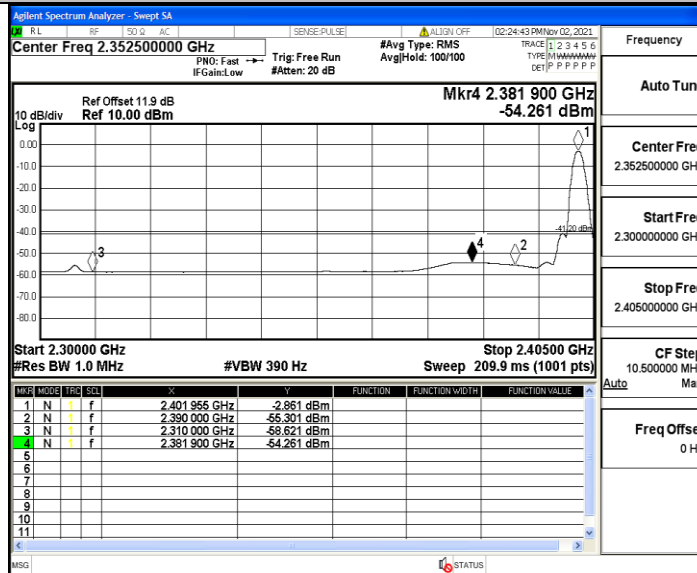 Agilent Spectrum Analyzer - Swept SA
RL RF 50 Ω AC SENSE:PULSE ALIGN OFF 02:24:43 PM Nov 02, 2021
Center Freq 2.352500000 GHz
PNO: Fast
IFGain:Low
Trig: Free Run
#Atten: 20 dB
#Avg Type: RMS
Avg|Hold: 100/100
TRACE 1 2 3 4 5 6
TYPE M
DET P P P P P P
Ref Offset 11.9 dB
10 dB/div Ref 10.00 dBm
Log
Mkr4 2.381 900 GHz
-54.261 dBm
0.00
-10.0
-20.0
-30.0
-40.0
-50.0
-60.0
-70.0
-80.0
1
-41.20 dBm
4
2
3
Start 2.30000 GHz Stop 2.40500 GHz
#Res BW 1.0 MHz #VBW 390 Hz Sweep 209.9 ms (1001 pts)
MKR MODE TRC SCL X Y FUNCTION FUNCTION WIDTH FUNCTION VALUE
1 N 1 f 2.401 955 GHz -2.861 dBm
2 N 1 f 2.390 000 GHz -55.301 dBm
3 N 1 f 2.310 000 GHz -58.621 dBm
4 N 1 f 2.381 900 GHz -54.261 dBm
5
6
7
8
9
10
11
MSG STATUS
Frequency
Auto Tun
Center Fre
2.352500000 GH
Start Fre
2.300000000 GH
Stop Fre
2.405000000 GH
CF Step
10.500000 MH
Auto Ma
Freq Offse
0 H